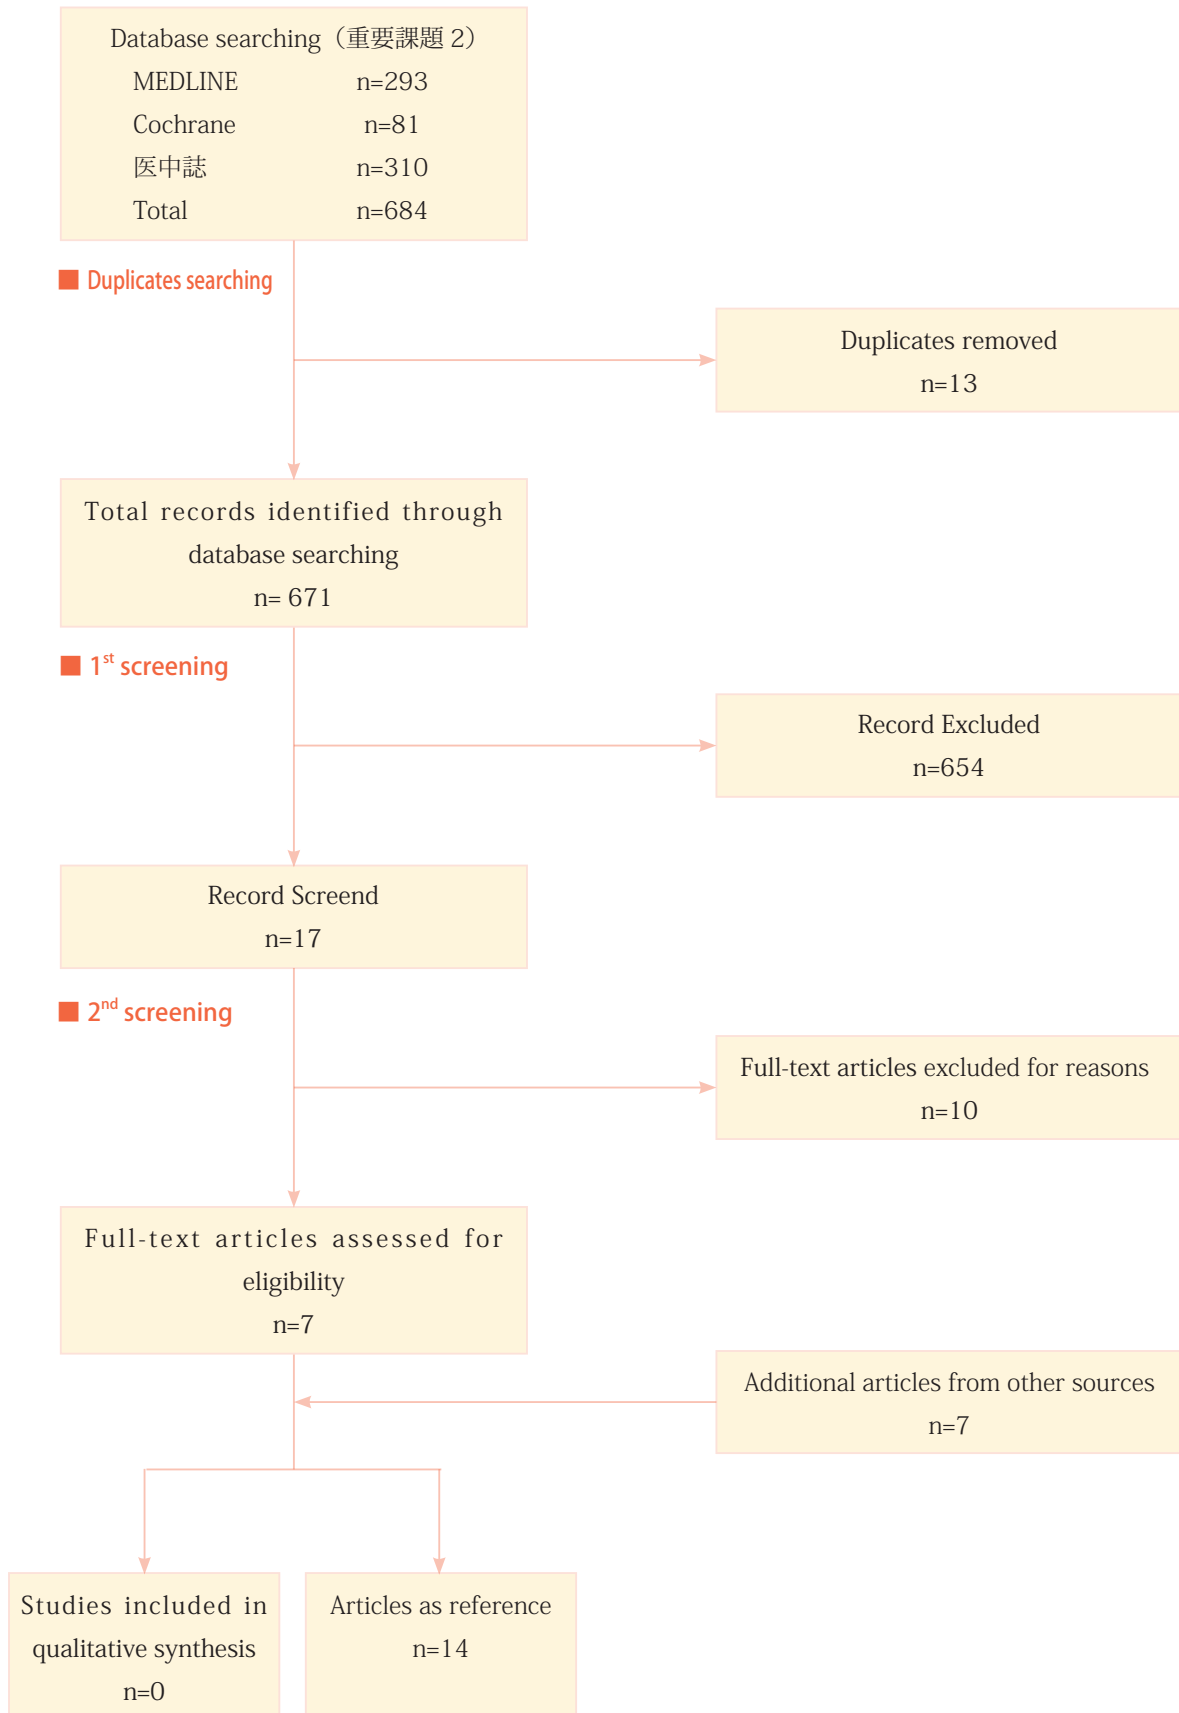 Database searching（重要課題 2）
MEDLINE n=293
Cochrane n=81
医中誌 n=310
Total n=684
■ Duplicates searching
Duplicates removed
n=13
Total records identified through
database searching
n= 671
■ 1st screening
Record Excluded
n=654
Record Screend
n=17
■ 2nd screening
Full-text articles excluded for reasons
n=10
Full-text articles assessed for
eligibility
n=7
Additional articles from other sources
n=7
Studies included in
qualitative synthesis
n=0
Articles as reference
n=14